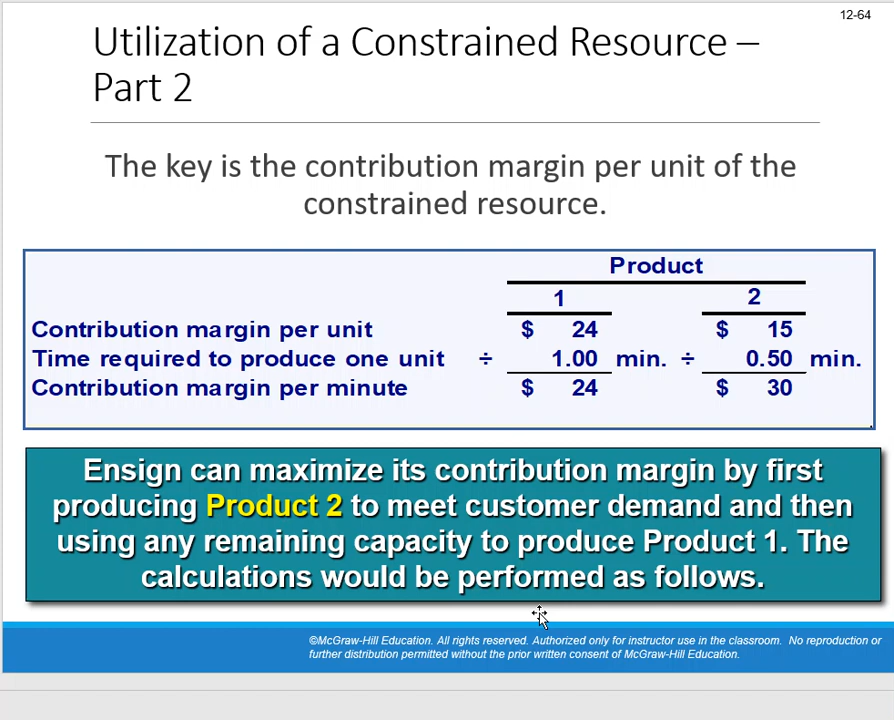 12-64
Utilization of a Constrained Resource –
Part 2
The key is the contribution margin per unit of the
constrained resource.
Product
1 2
Contribution margin per unit $ 24 $ 15
Time required to produce one unit ÷ 1.00 min. ÷ 0.50 min.
Contribution margin per minute $ 24 $ 30
Ensign can maximize its contribution margin by first
producing Product 2 to meet customer demand and then
using any remaining capacity to produce Product 1. The
calculations would be performed as follows.
©McGraw-Hill Education. All rights reserved. Authorized only for instructor use in the classroom. No reproduction or
further distribution permitted without the prior written consent of McGraw-Hill Education.